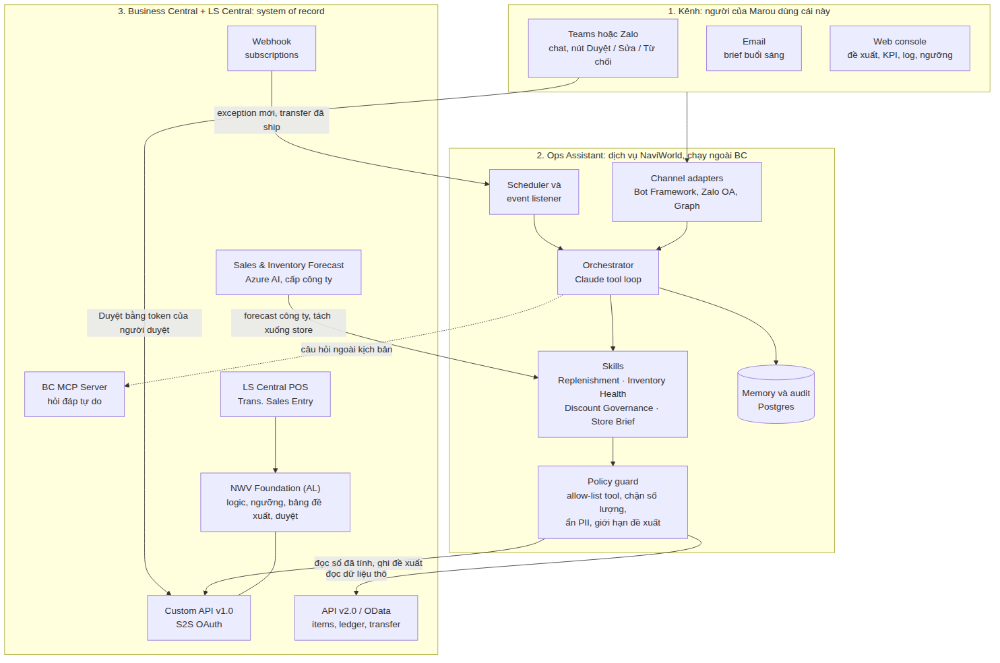 3. Business Central + LS Central: system of record
1. Kênh: người của Marou dùng cái này
Webhook
subscriptions
Teams hoặc Zalo
chat, nút Duyệt / Sửa / Từ
chối
Email
brief buổi sáng
Web console
đề xuất, KPI, log, ngưỡng
exception mới, transfer đã
ship
2. Ops Assistant: dịch vụ NaviWorld, chạy ngoài BC
Scheduler và
event listener
Channel adapters
Bot Framework, Zalo OA,
Graph
Sales & Inventory Forecast
Azure AI, cấp công ty
Orchestrator
Claude tool loop
Duyệt bằng token của
người duyệt
forecast công ty, tách
xuống store
câu hỏi ngoài kịch bản
BC MCP Server
hỏi đáp tự do
LS Central POS
Trans. Sales Entry
Skills
Replenishment · Inventory
Health
Discount Governance ·
Store Brief
Memory và audit
Postgres
NWV Foundation (AL)
logic, ngưỡng, bảng đề
xuất, duyệt
Policy guard
allow-list tool, chặn số
lượng,
ẩn PII, giới hạn đề xuất
đọc số đã tính, ghi đề xuất
đọc dữ liệu thô
Custom API v1.0
S2S OAuth
API v2.0 / OData
items, ledger, transfer